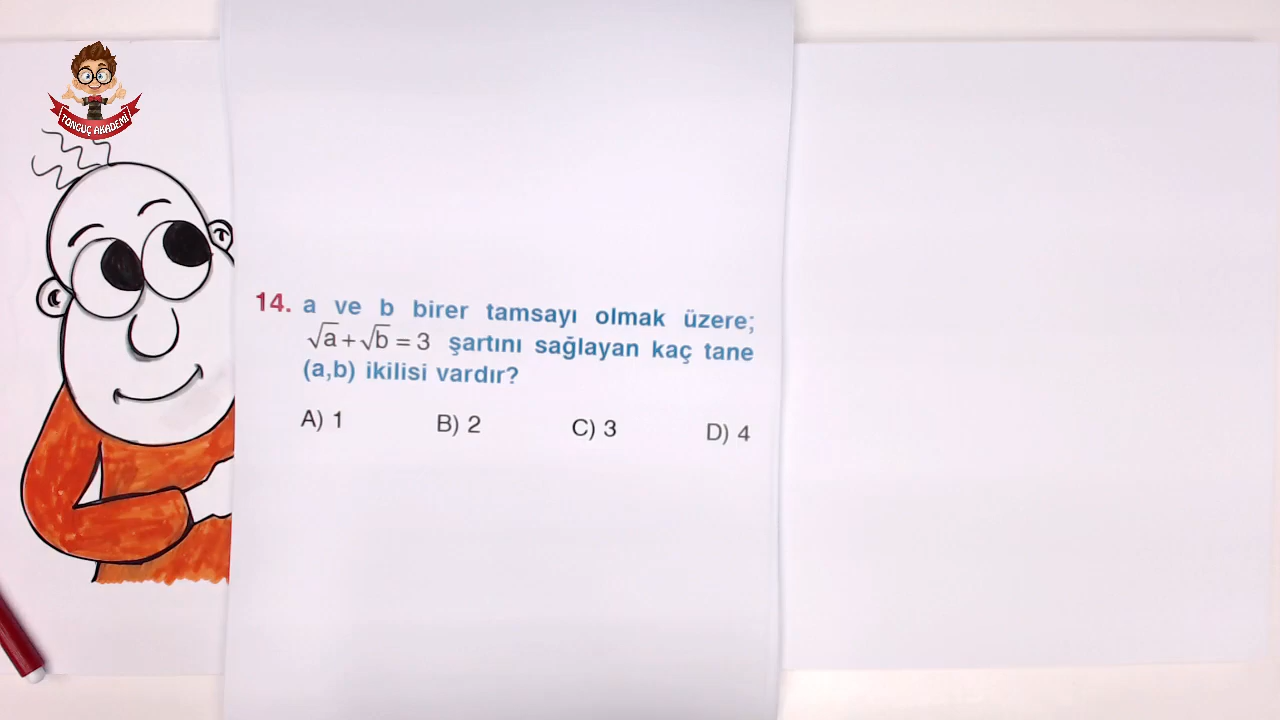 TONGUÇ AKADEMİ
14. a ve b birer tamsayı olmak üzere;
√a + √b = 3 şartını sağlayan kaç tane
(a,b) ikilisi vardır?
A) 1 B) 2 C) 3 D) 4